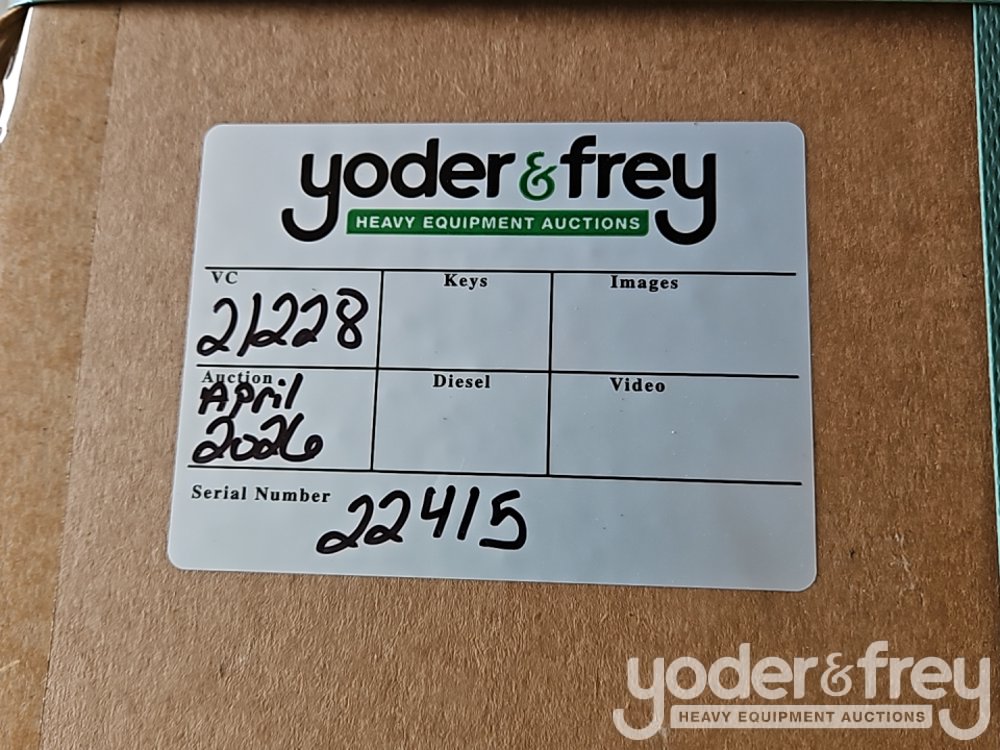 yoder & frey
HEAVY EQUIPMENT AUCTIONS
VC
Keys
Images
21228
Auction
Diesel
Video
April
2026
Serial Number
22415
yoder & frey
HEAVY EQUIPMENT AUCTIONS